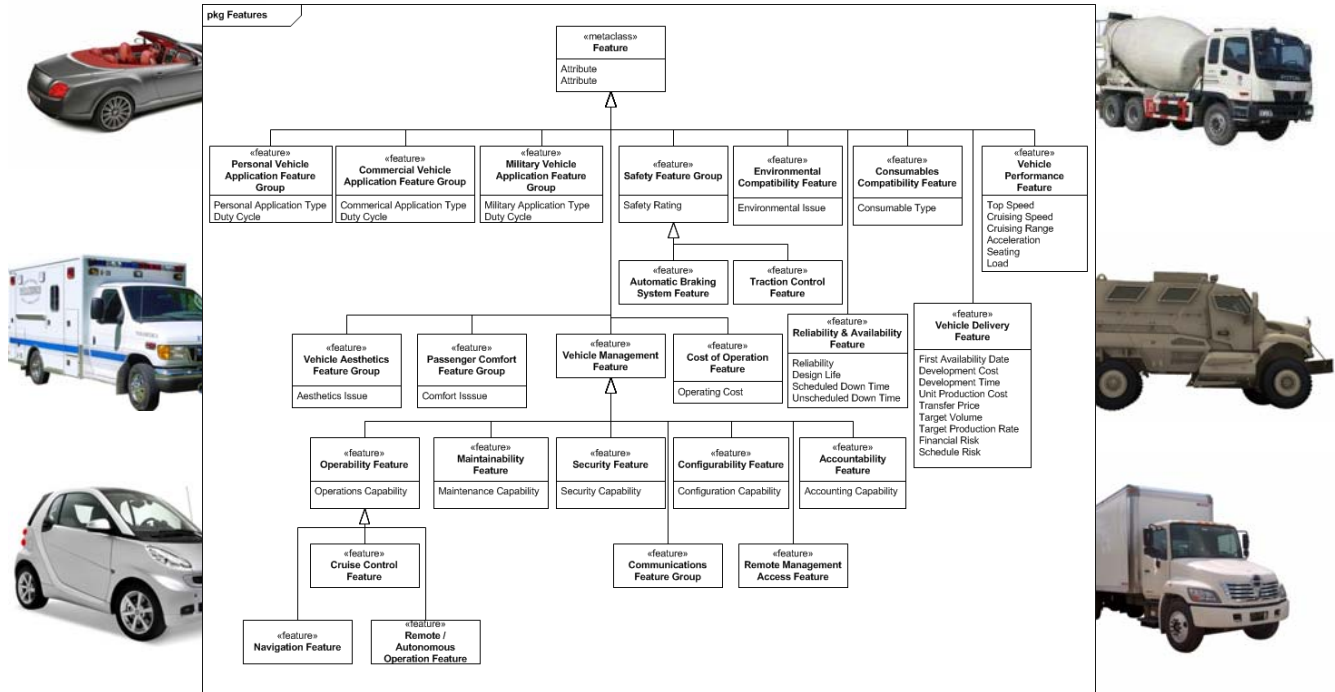 pkg Features
«metaclass»
Feature
Attribute
Attribute
«feature»
Personal Vehicle
Application Feature
Group
Personal Application Type
Duty Cycle
«feature»
Commercial Vehicle
Application Feature Group
Commerical Application Type
Duty Cycle
«feature»
Military Vehicle
Application Feature
Group
Military Application Type
Duty Cycle
«feature»
Safety Feature Group
Safety Rating
«feature»
Environmental
Compatibility Feature
Environmental Issue
«feature»
Consumables
Compatibility Feature
Consumable Type
«feature»
Vehicle
Performance
Feature
Top Speed
Cruising Speed
Cruising Range
Acceleration
Seating
Load
«feature»
Automatic Braking
System Feature
«feature»
Traction Control
Feature
«feature»
Vehicle Aesthetics
Feature Group
Aesthetics Issue
«feature»
Passenger Comfort
Feature Group
Comfort Isssue
«feature»
Vehicle Management
Feature
«feature»
Cost of Operation
Feature
Operating Cost
«feature»
Reliability & Availability
Feature
Reliability
Design Life
Scheduled Down Time
Unscheduled Down Time
«feature»
Vehicle Delivery
Feature
First Availability Date
Development Cost
Development Time
Unit Production Cost
Transfer Price
Target Volume
Target Production Rate
Financial Risk
Schedule Risk
«feature»
Operability Feature
Operations Capability
«feature»
Maintainability
Feature
Maintenance Capability
«feature»
Security Feature
Security Capability
«feature»
Configurability Feature
Configuration Capability
«feature»
Accountability
Feature
Accounting Capability
«feature»
Cruise Control
Feature
«feature»
Communications
Feature Group
«feature»
Remote Management
Access Feature
«feature»
Navigation Feature
«feature»
Remote /
Autonomous
Operation Feature